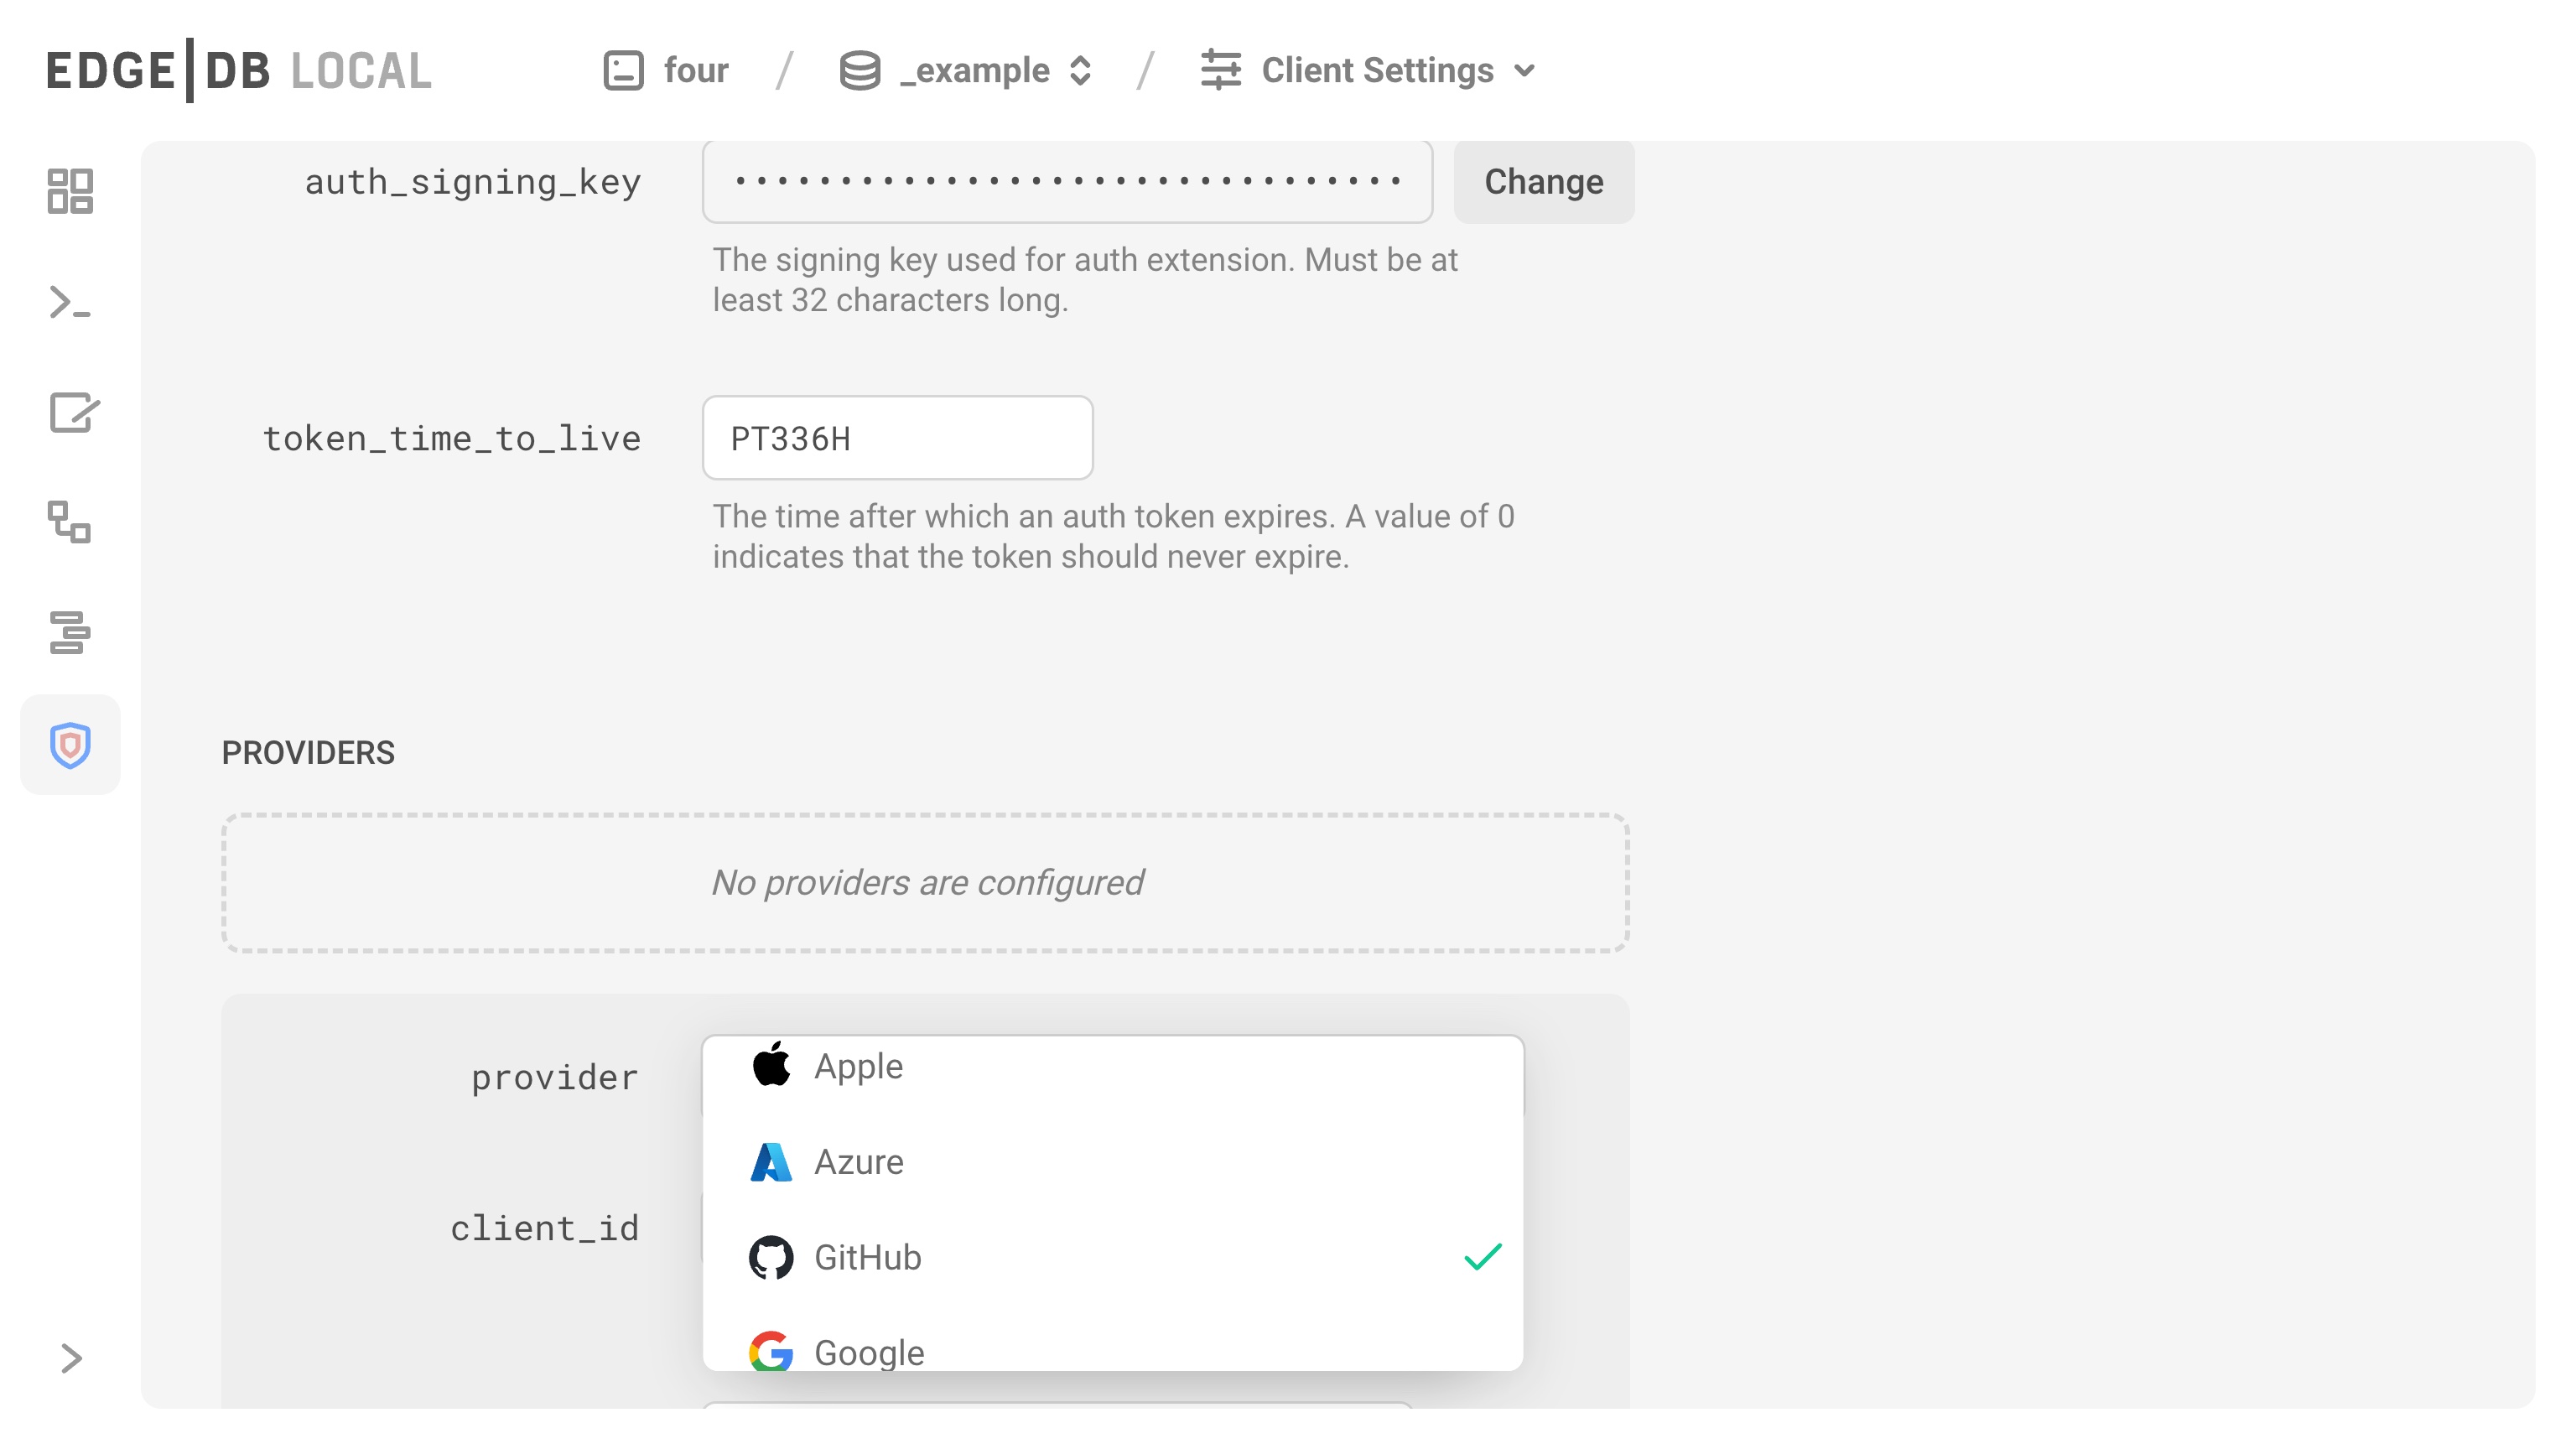 EDGE|DB LOCAL
four / _example / Client Settings
auth_signing_key
Change
The signing key used for auth extension. Must be at
least 32 characters long.
token_time_to_live
PT336H
The time after which an auth token expires. A value of 0
indicates that the token should never expire.
PROVIDERS
No providers are configured
provider
Apple
Azure
client_id
GitHub
Google